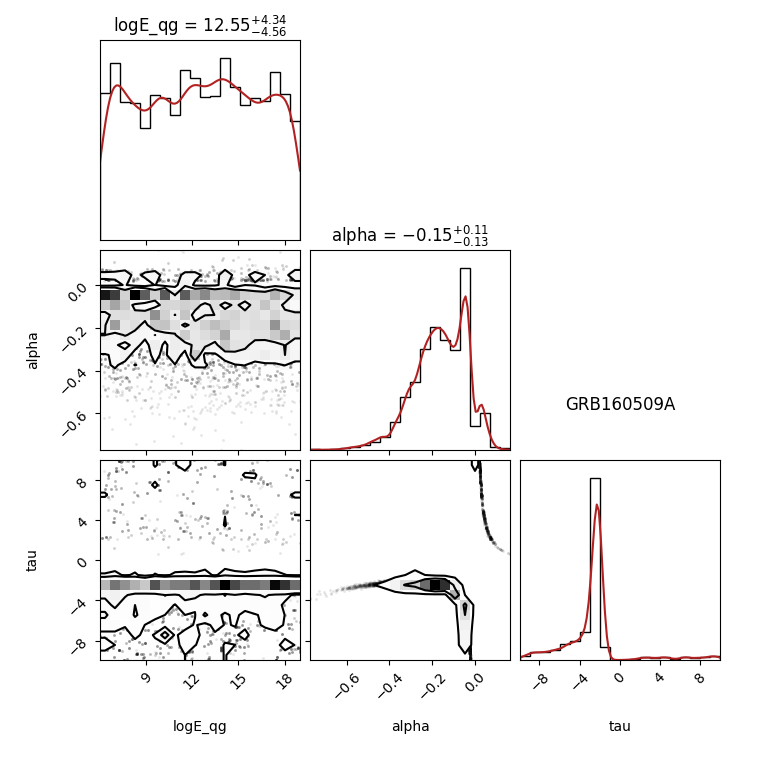 logE_qg = 12.55^{+4.34}_{−4.56}
alpha = −0.15^{+0.11}_{−0.13}
GRB160509A
alpha
0.0
−0.2
−0.4
−0.6
tau
8
4
0
−4
−8
9
12
15
18
−0.6
−0.4
−0.2
0.0
−8
−4
0
4
8
logE_qg
alpha
tau